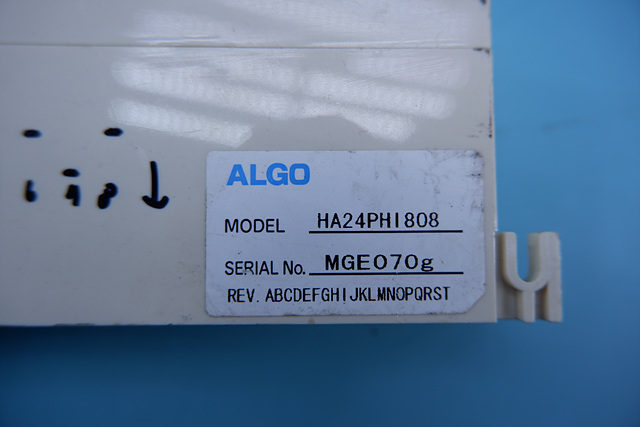 ALGO
MODEL HA24PHI808
SERIAL No. MGE070g
REV. ABCDEFGHIJKLMNOPQRST